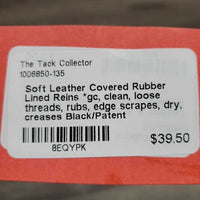 The Tack Collector
1006850-135
Soft Leather Covered Rubber
Lined Reins *gc, clean, loose
threads, rubs, edge scrapes, dry,
creases Black/Patent
$39.50
8EQYPK